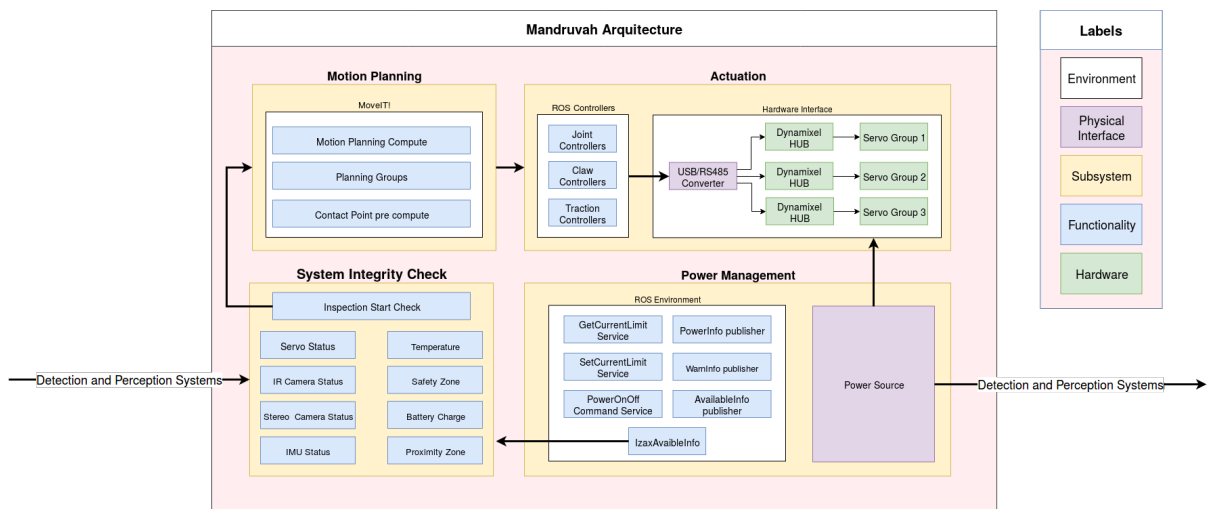 Mandruvah Arquitecture
Labels
Environment
Physical
Interface
Subsystem
Functionality
Hardware
Motion Planning
MoveIT!
Motion Planning Compute
Planning Groups
Contact Point pre compute
Actuation
ROS Controllers
Joint
Controllers
Claw
Controllers
Traction
Controllers
Hardware Interface
USB/RS485
Converter
Dynamixel
HUB
Servo Group 1
Dynamixel
HUB
Servo Group 2
Dynamixel
HUB
Servo Group 3
System Integrity Check
Inspection Start Check
Servo Status
Temperature
IR Camera Status
Safety Zone
Stereo Camera Status
Battery Charge
IMU Status
Proximity Zone
Detection and Perception Systems
Power Management
ROS Environment
GetCurrentLimit
Service
PowerInfo publisher
SetCurrentLimit
Service
WarnInfo publisher
PowerOnOff
Command Service
AvailableInfo
publisher
IzaxAvaibleInfo
Power Source
Detection and Perception Systems